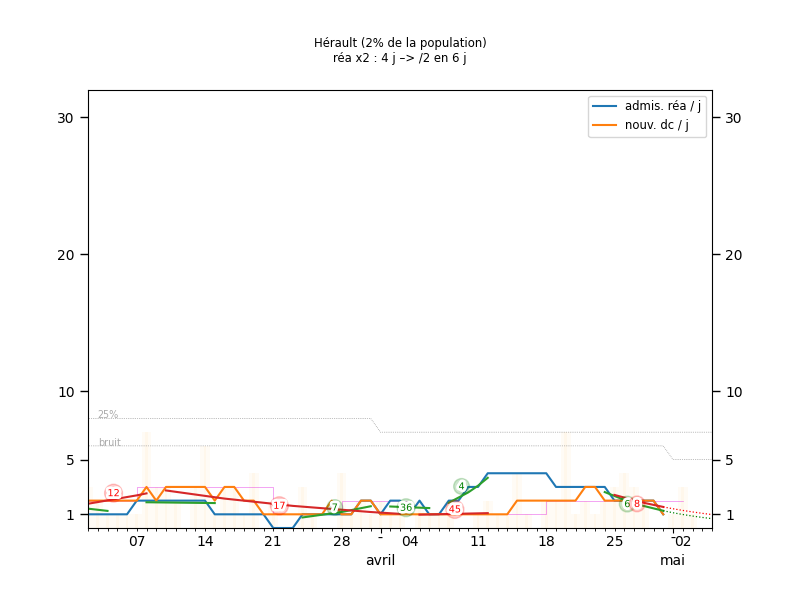 Hérault (2% de la population)
réa x2 : 4 j –> /2 en 6 j
admis. réa / j
nouv. dc / j
30 30
20 20
10 10
25%
bruit
5 5
12 17 7 36 4 45 6 8
1 1
07 14 21 28 - 04 11 18 25 02
avril mai